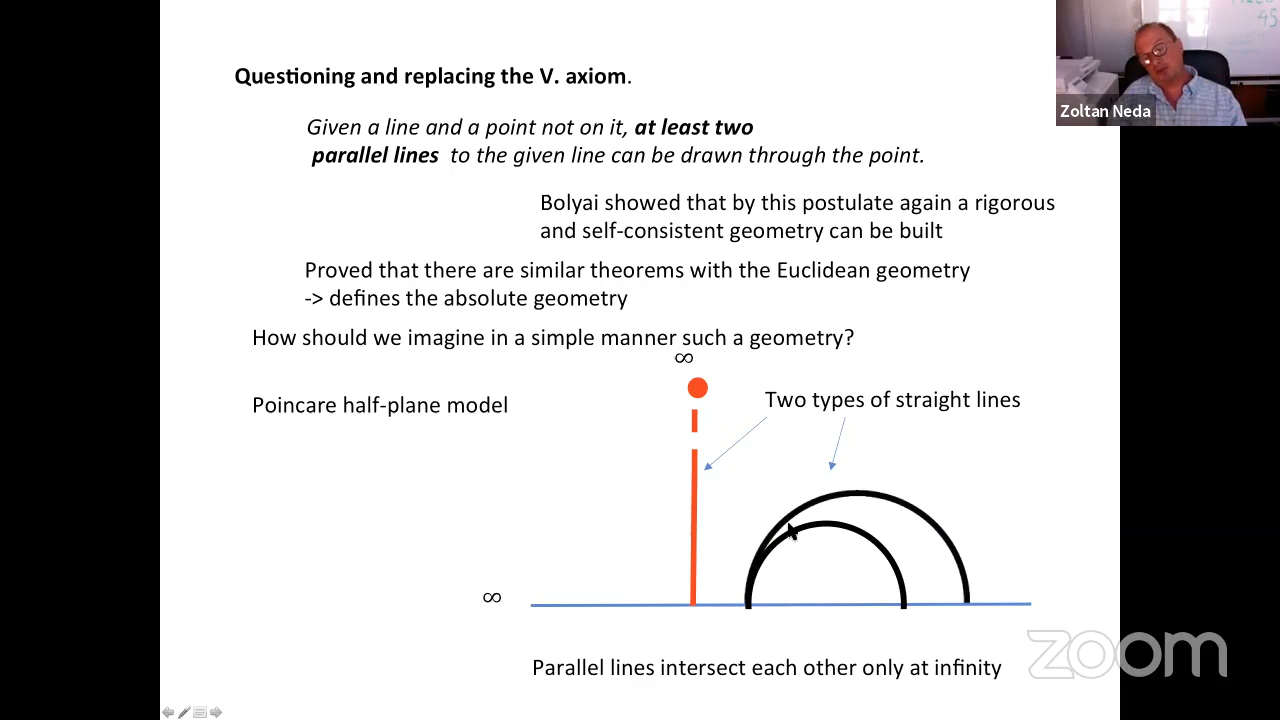 Questioning and replacing the V. axiom.
Given a line and a point not on it, at least two
parallel lines to the given line can be drawn through the point.
Bolyai showed that by this postulate again a rigorous
and self-consistent geometry can be built
Proved that there are similar theorems with the Euclidean geometry
-> defines the absolute geometry
How should we imagine in a simple manner such a geometry?
∞
Poincare half-plane model
Two types of straight lines
∞
Parallel lines intersect each other only at infinity
Zoltan Neda
45
zoom